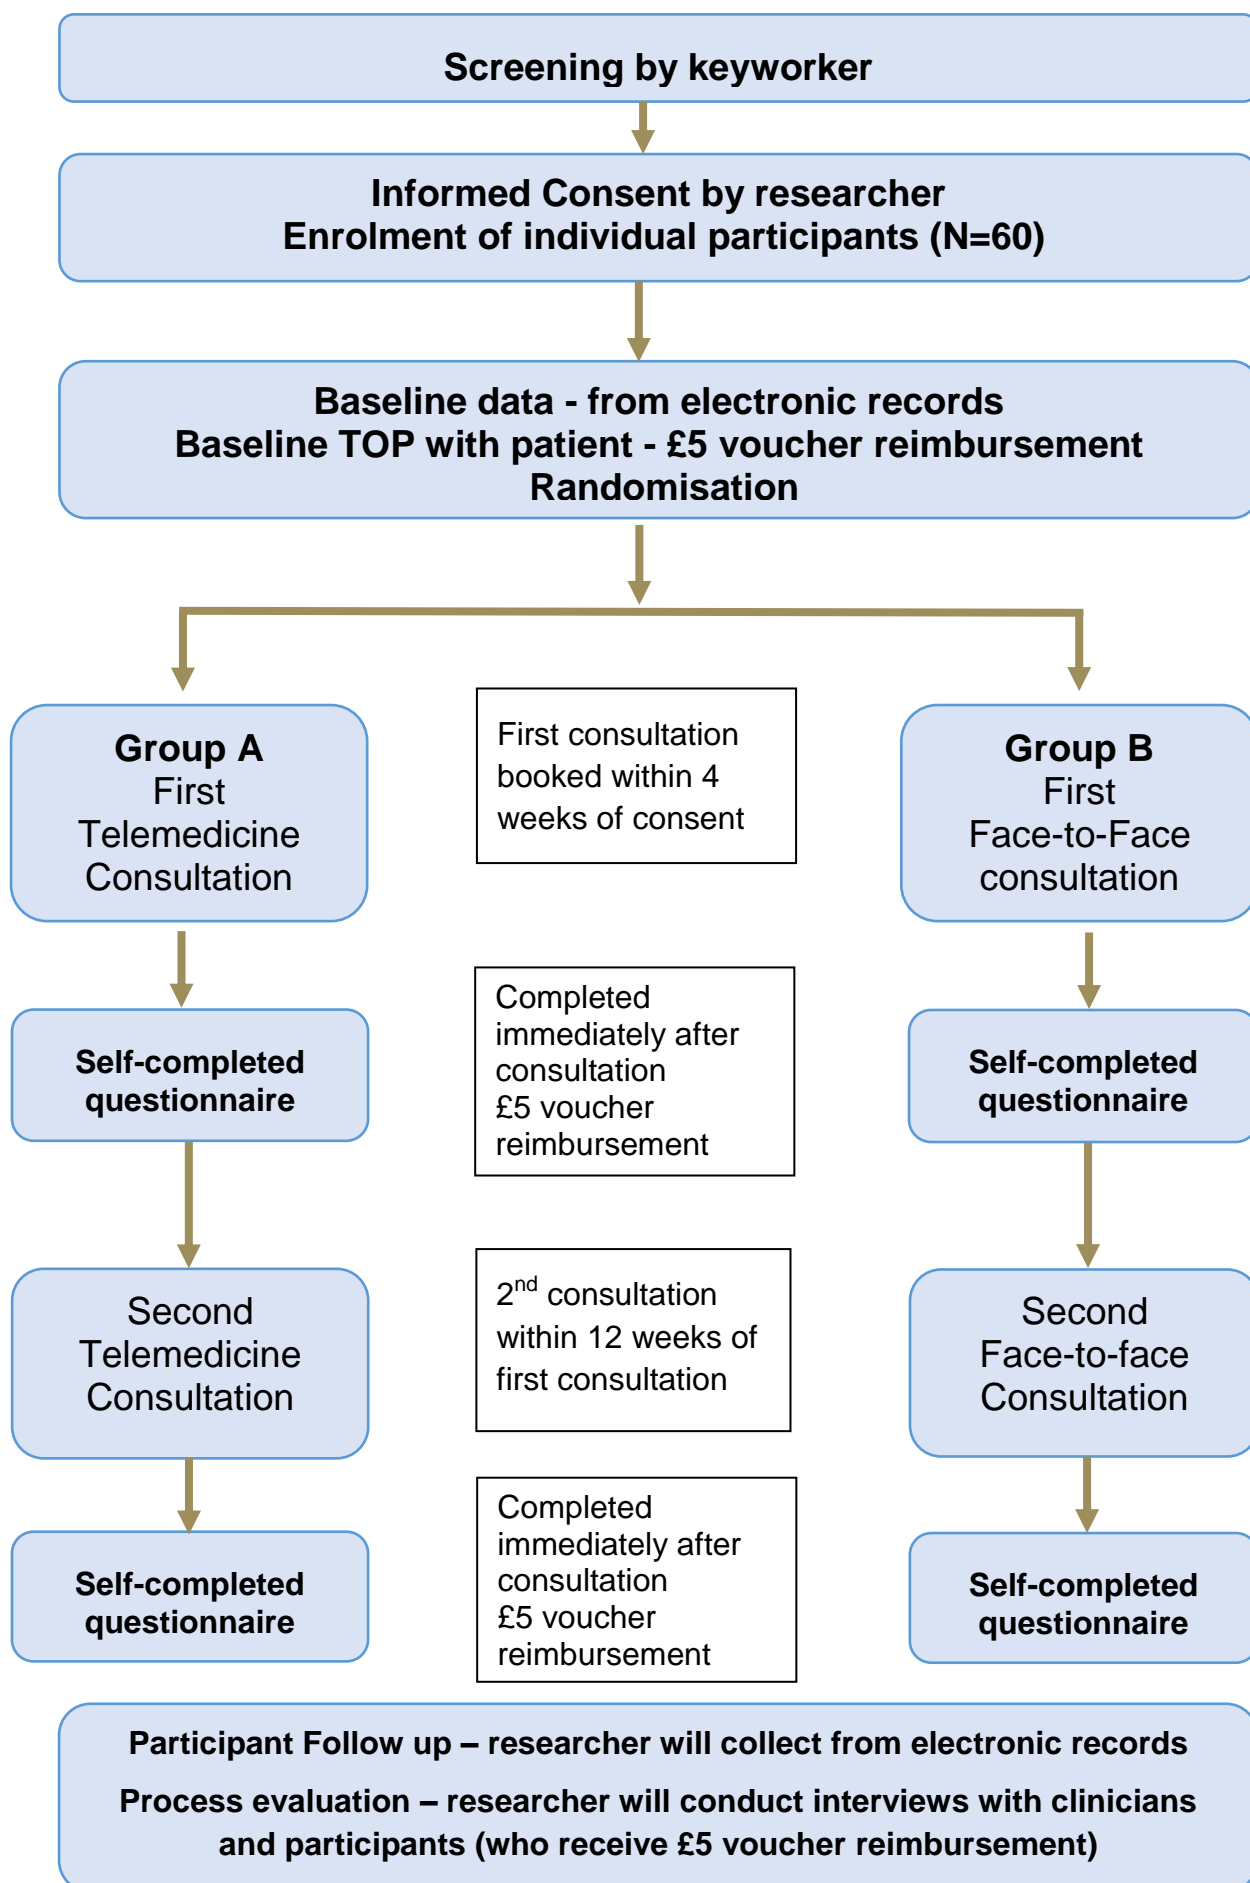 Screening by keyworker
Informed Consent by researcher
Enrolment of individual participants (N=60)
Baseline data - from electronic records
Baseline TOP with patient - £5 voucher reimbursement
Randomisation
Group A
First
Telemedicine
Consultation
First consultation
booked within 4
weeks of consent
Group B
First
Face-to-Face
consultation
Self-completed
questionnaire
Completed
immediately after
consultation
£5 voucher
reimbursement
Self-completed
questionnaire
Second
Telemedicine
Consultation
2nd consultation
within 12 weeks of
first consultation
Second
Face-to-face
Consultation
Self-completed
questionnaire
Completed
immediately after
consultation
£5 voucher
reimbursement
Self-completed
questionnaire
Participant Follow up – researcher will collect from electronic records
Process evaluation – researcher will conduct interviews with clinicians
and participants (who receive £5 voucher reimbursement)